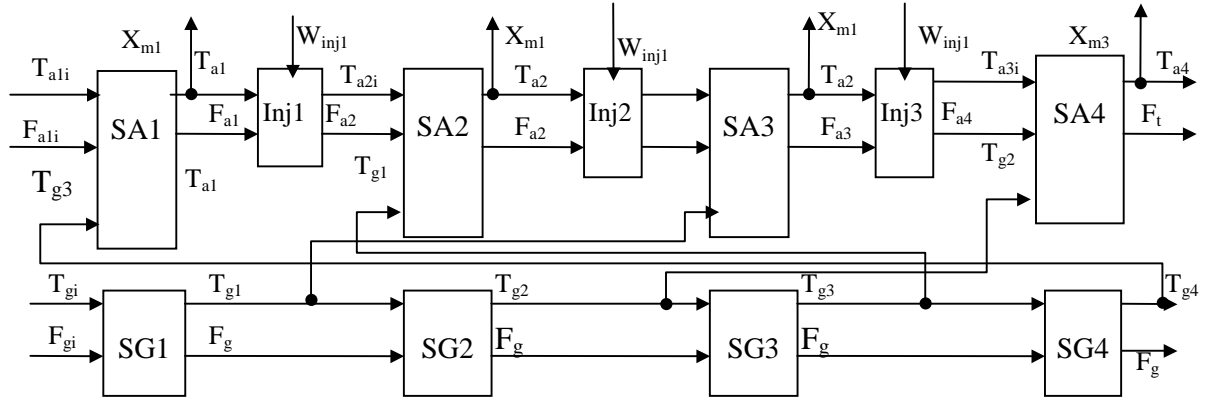 X_m1 W_inj1 X_m1 W_inj1 X_m1 W_inj1 X_m3
T_a1i T_a1 T_a2i T_a2 T_a2 T_a3i T_a4
SA1 Inj1 SA2 Inj2 SA3 Inj3 SA4
F_a1i F_a1 F_a2 F_a2 F_a3 F_a4 F_t
T_g3 T_a1 T_g1 T_g2
T_gi T_g1 T_g2 T_g3 T_g4
SG1 SG2 SG3 SG4
F_gi F_g F_g F_g F_g